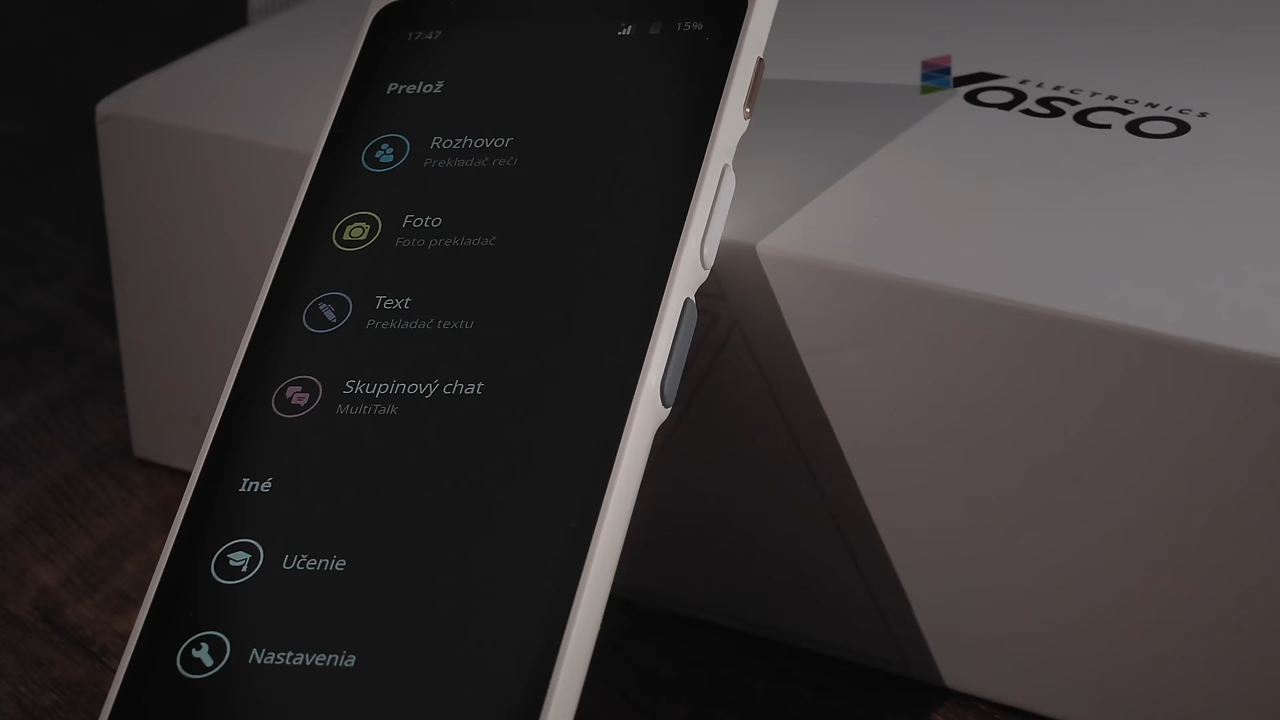 17:47 15%
Prelož
Rozhovor
Prekladač reči
Foto
Foto prekladač
Text
Prekladač textu
Skupinový chat
MultiTalk
Iné
Učenie
Nastavenia
ELECTRONICS
Vasco